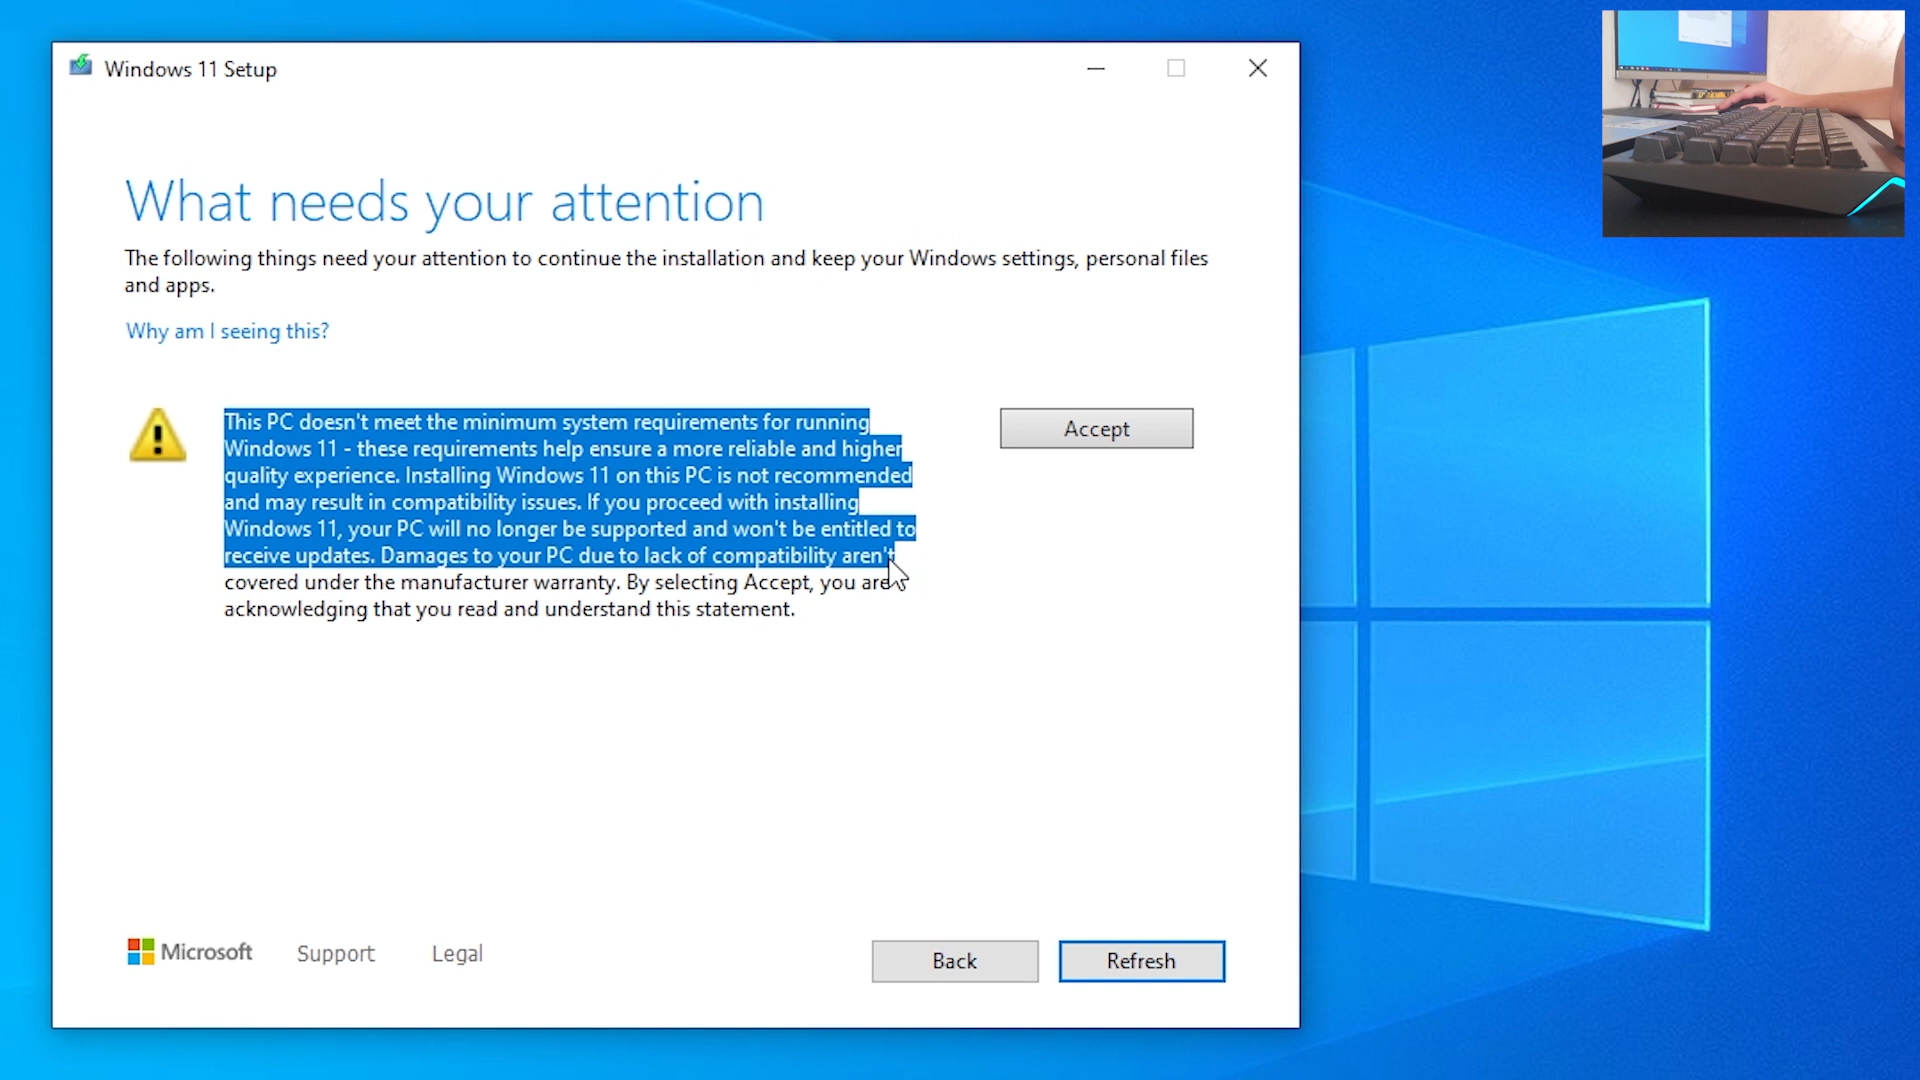 Windows 11 Setup
What needs your attention
The following things need your attention to continue the installation and keep your Windows settings, personal files
and apps.
Why am I seeing this?
This PC doesn't meet the minimum system requirements for running
Windows 11 - these requirements help ensure a more reliable and higher
quality experience. Installing Windows 11 on this PC is not recommended
and may result in compatibility issues. If you proceed with installing
Windows 11, your PC will no longer be supported and won't be entitled to
receive updates. Damages to your PC due to lack of compatibility aren't
covered under the manufacturer warranty. By selecting Accept, you are
acknowledging that you read and understand this statement.
Accept
Microsoft
Support
Legal
Back
Refresh